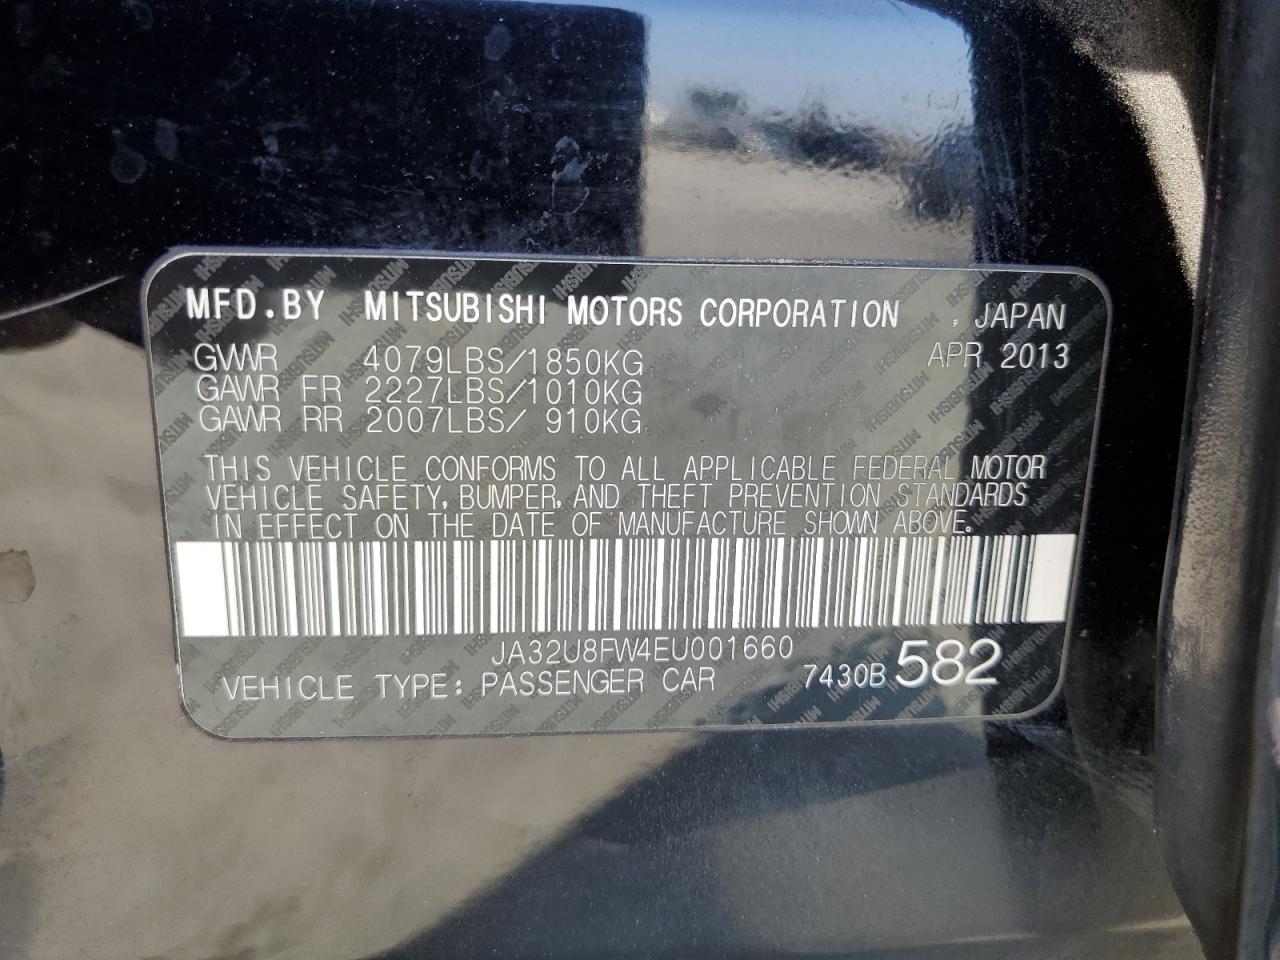 MFD.BY MITSUBISHI MOTORS CORPORATION , JAPAN
GVWR 4079LBS/1850KG APR 2013
GAWR FR 2227LBS/1010KG
GAWR RR 2007LBS/ 910KG
THIS VEHICLE CONFORMS TO ALL APPLICABLE FEDERAL MOTOR
VEHICLE SAFETY, BUMPER, AND THEFT PREVENTION STANDARDS
IN EFFECT ON THE DATE OF MANUFACTURE SHOWN ABOVE.
JA32U8FW4EU001660
VEHICLE TYPE: PASSENGER CAR 7430B 582